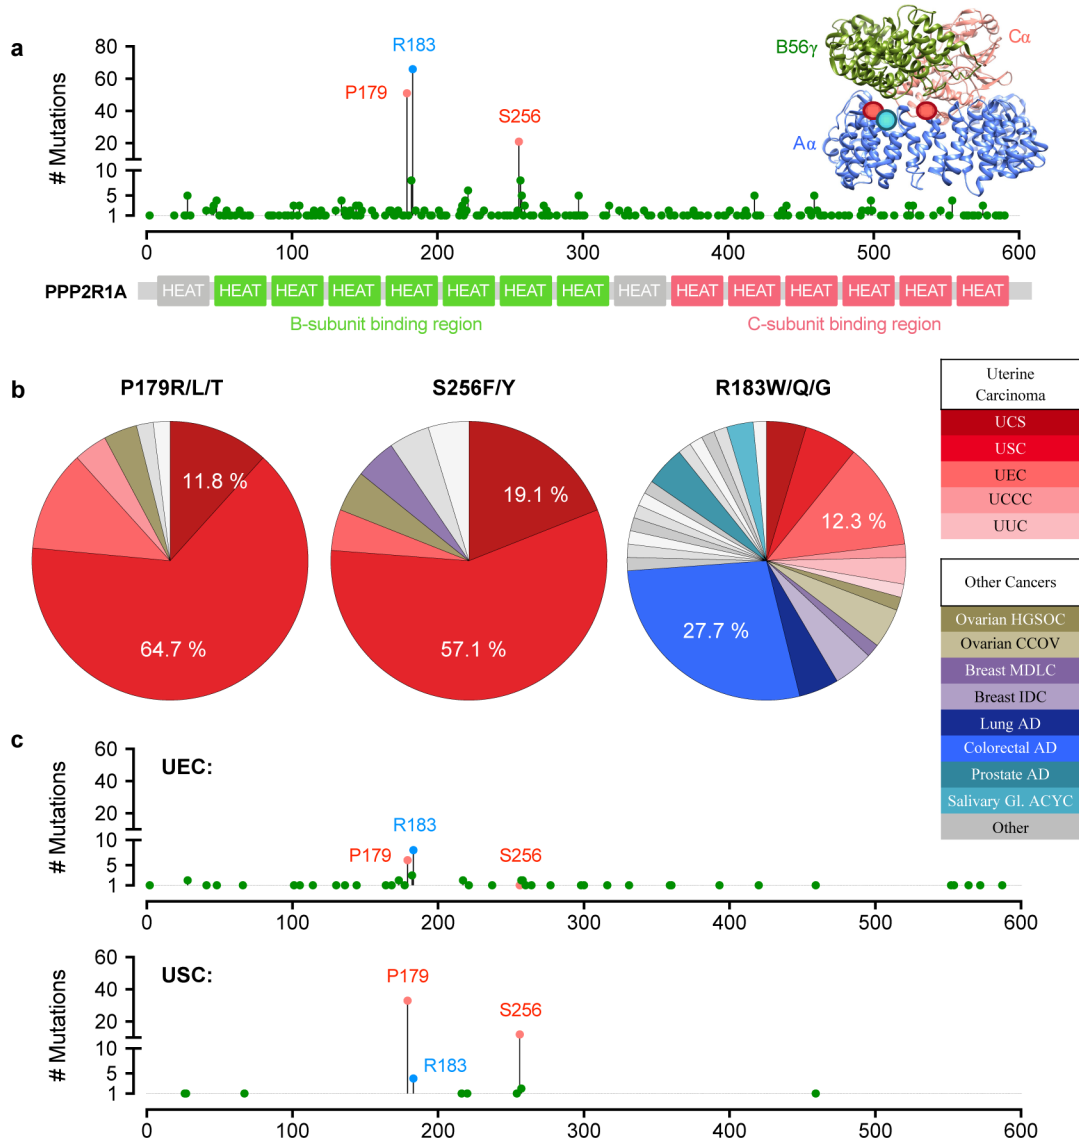 a
# Mutations
80
60
40
20
10
5
1
R183
P179
S256
B56γ
Cα
Aα
0 100 200 300 400 500 600
PPP2R1A
HEAT HEAT HEAT HEAT HEAT HEAT HEAT HEAT HEAT HEAT HEAT HEAT HEAT HEAT HEAT
B-subunit binding region
C-subunit binding region
b
P179R/L/T
S256F/Y
R183W/Q/G
11.8 %
64.7 %
19.1 %
57.1 %
12.3 %
27.7 %
Uterine
Carcinoma
UCS
USC
UEC
UCCC
UUC
Other Cancers
Ovarian HGSOC
Ovarian CCOV
Breast MDLC
Breast IDC
Lung AD
Colorectal AD
Prostate AD
Salivary Gl. ACYC
Other
c
# Mutations
60
40
20
10
5
1
UEC:
R183
P179
S256
0 100 200 300 400 500 600
# Mutations
60
40
20
10
5
1
USC:
P179
S256
R183
0 100 200 300 400 500 600